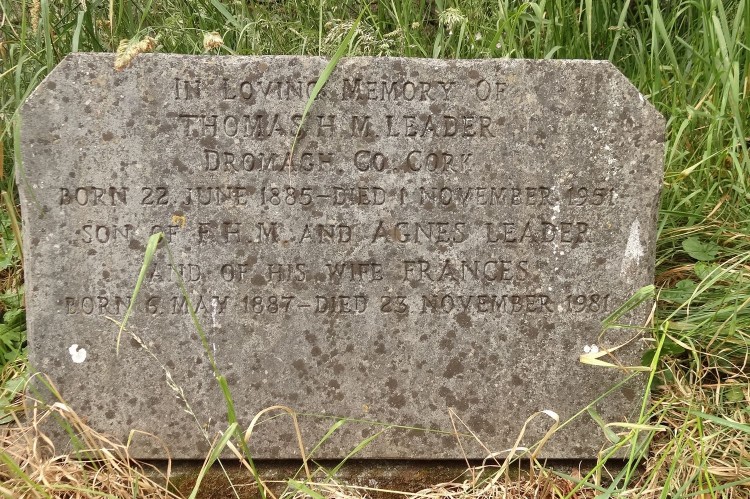 IN LOVING MEMORY OF
THOMAS H. M. LEADER
DROMAGH, CO. CORK
BORN 22 JUNE 1885–DIED 1 NOVEMBER 1951
SON OF F.H.M. AND AGNES LEADER
AND OF HIS WIFE FRANCES
BORN 6 MAY 1887–DIED 23 NOVEMBER 1981